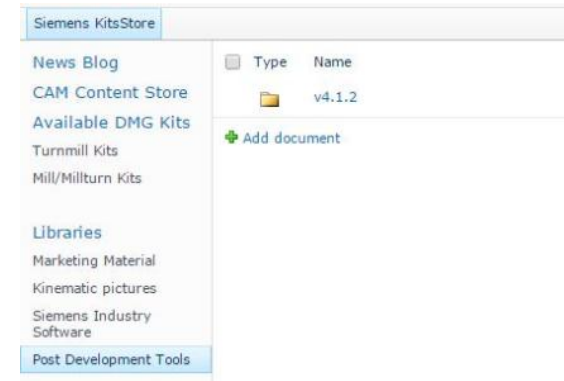 Siemens KitsStore
News Blog
CAM Content Store
Available DMG Kits
Turnmill Kits
Mill/Millturn Kits
Libraries
Marketing Material
Kinematic pictures
Siemens Industry
Software
Post Development Tools
Type Name
v4.1.2
Add document